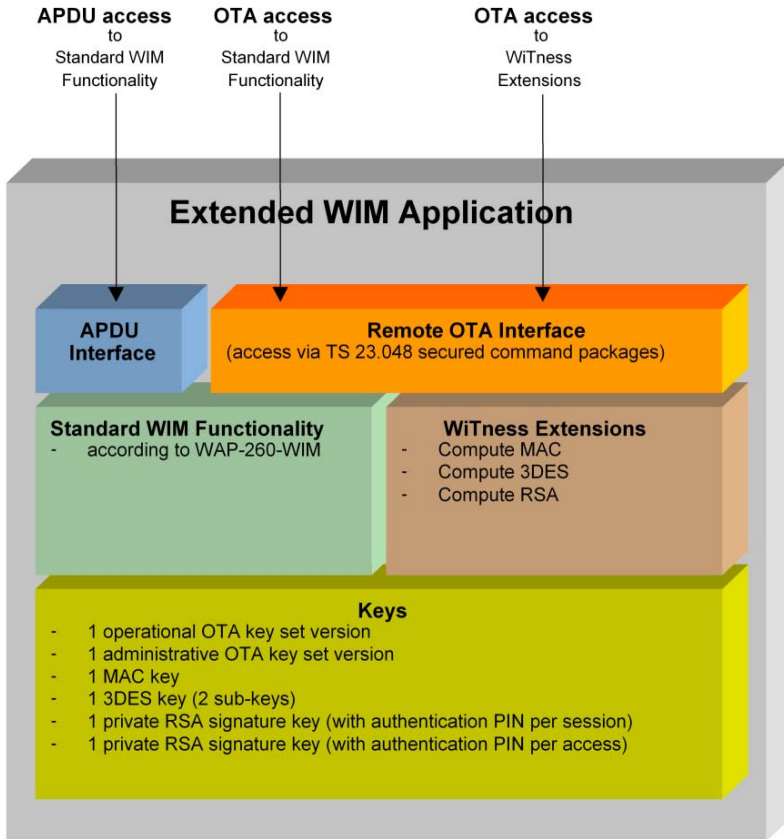 APDU access
to
Standard WIM
Functionality
OTA access
to
Standard WIM
Functionality
OTA access
to
WiTness
Extensions
Extended WIM Application
APDU
Interface
Remote OTA Interface
(access via TS 23.048 secured command packages)
Standard WIM Functionality
- according to WAP-260-WIM
WiTness Extensions
- Compute MAC
- Compute 3DES
- Compute RSA
Keys
- 1 operational OTA key set version
- 1 administrative OTA key set version
- 1 MAC key
- 1 3DES key (2 sub-keys)
- 1 private RSA signature key (with authentication PIN per session)
- 1 private RSA signature key (with authentication PIN per access)